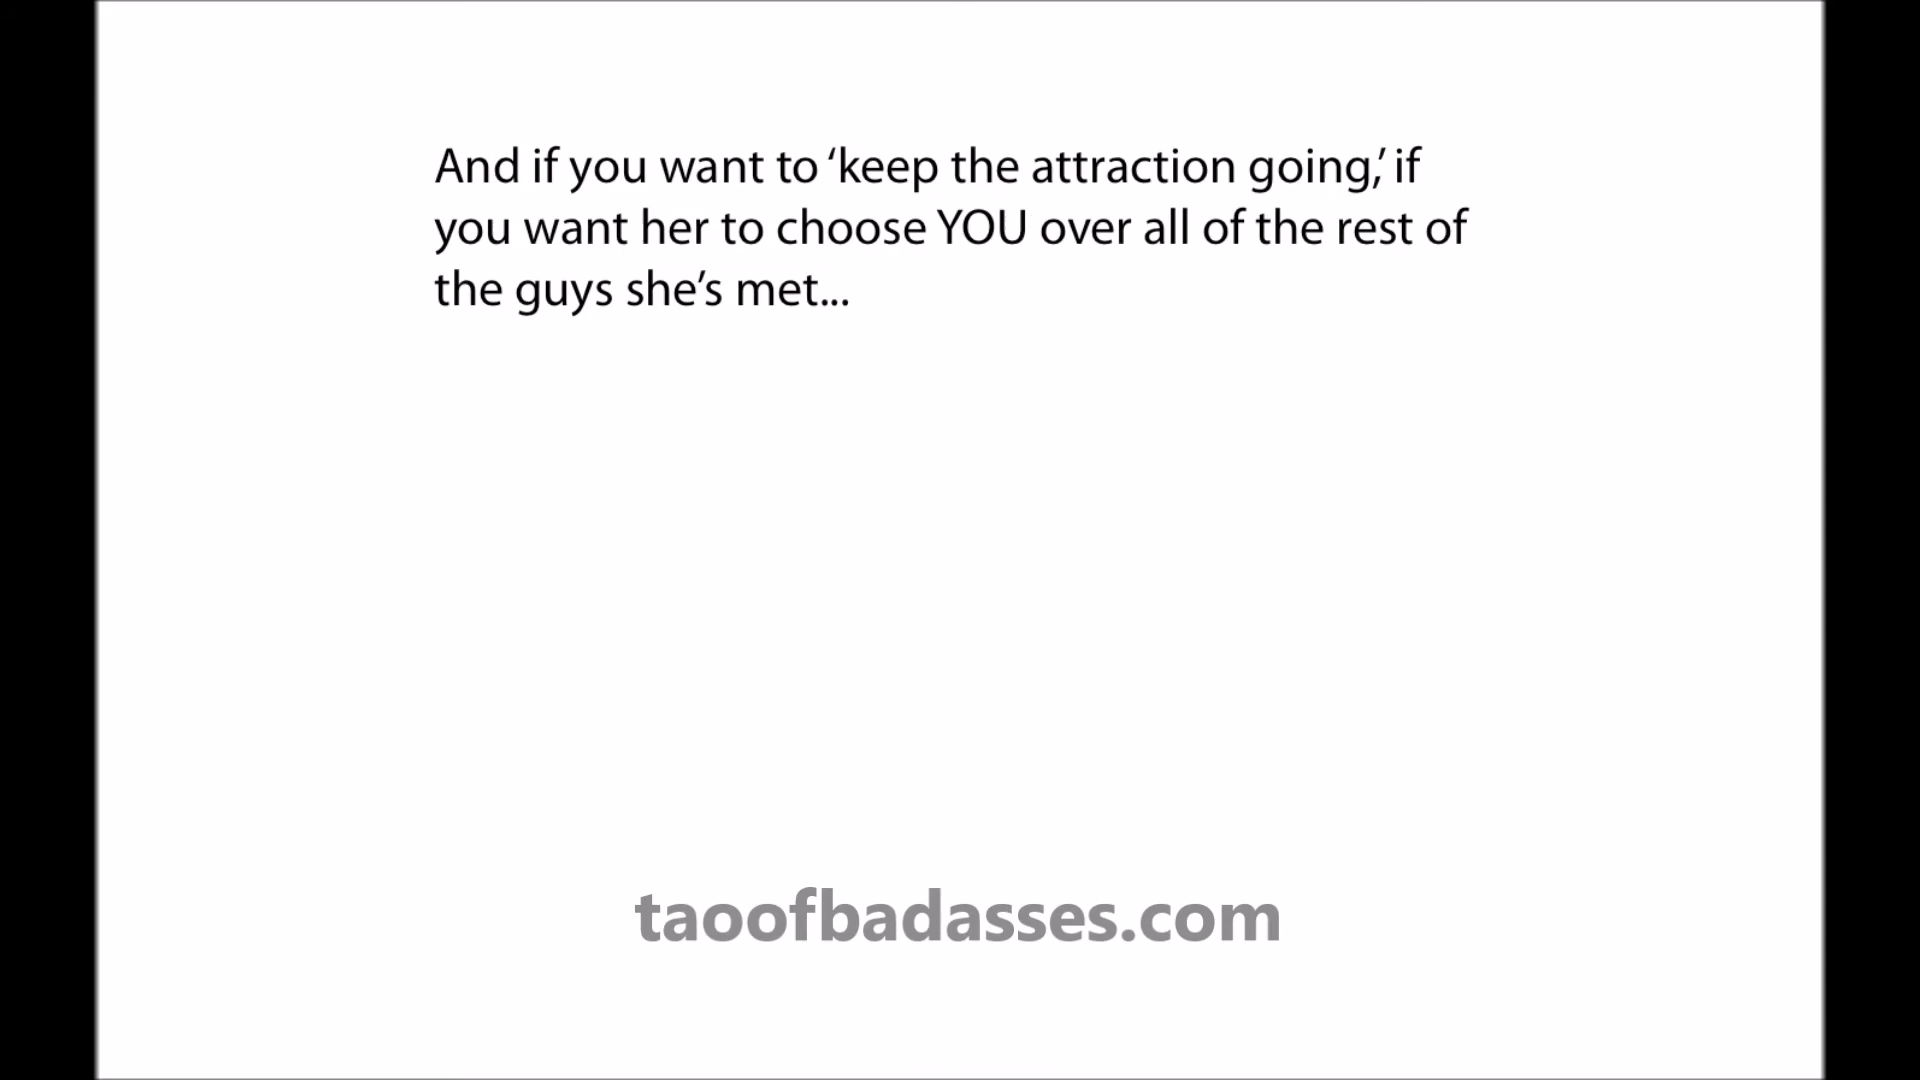 And if you want to ‘keep the attraction going,’ if
you want her to choose YOU over all of the rest of
the guys she’s met...
taoofbadasses.com